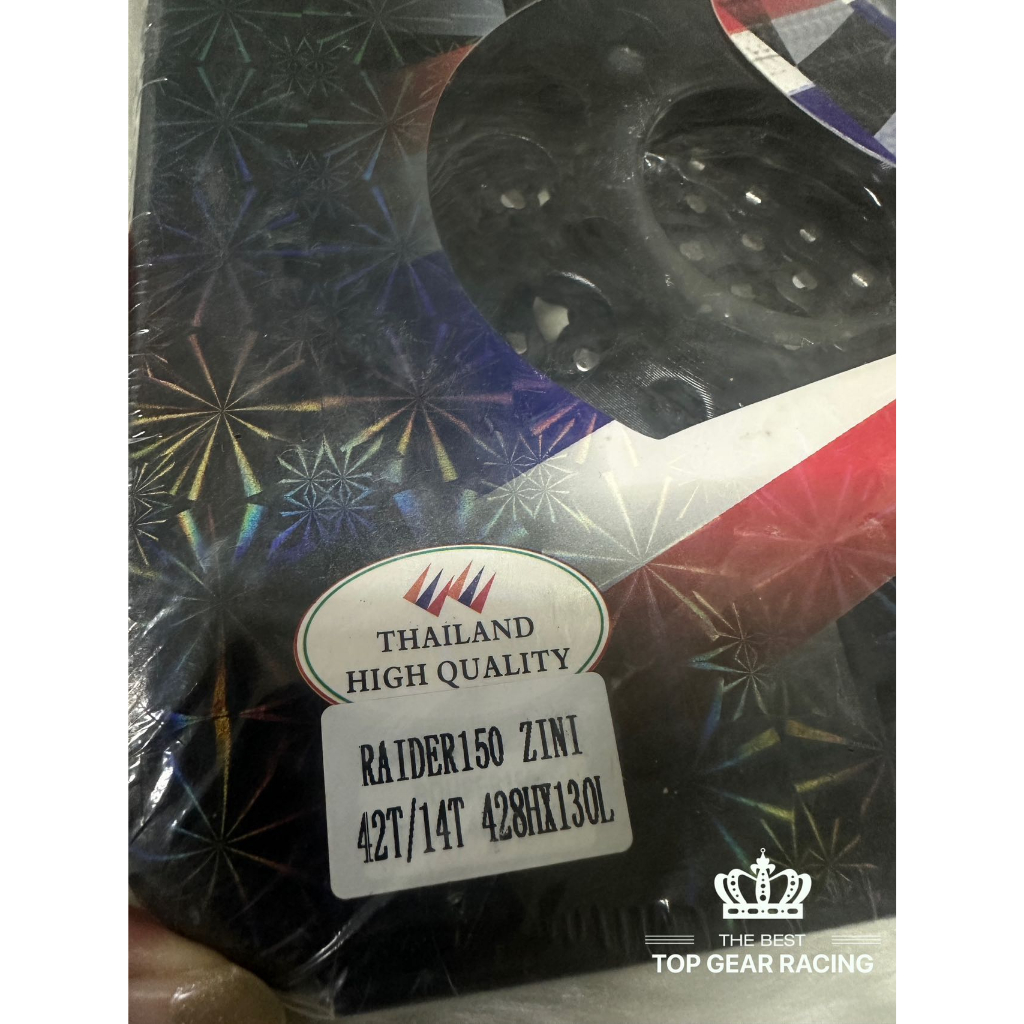 THAILAND
HIGH QUALITY
RAIDER150 ZINI
42T/14T 428HX130L
THE BEST
TOP GEAR RACING